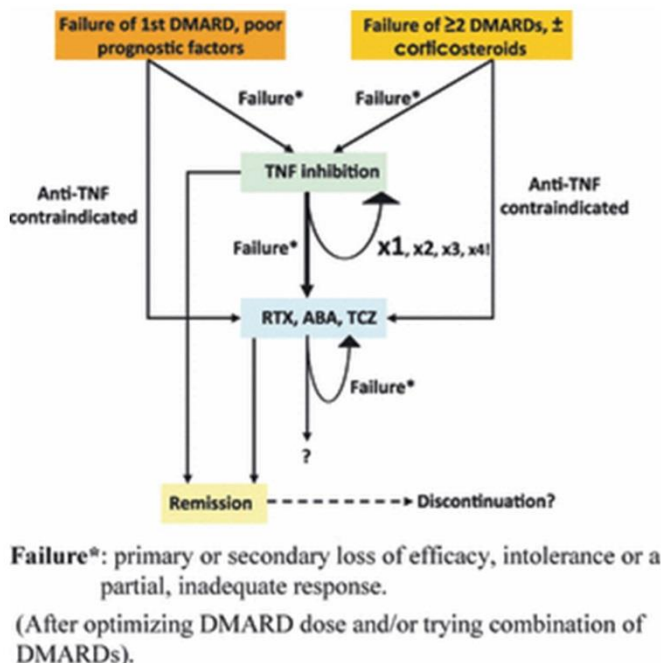 Failure of 1st DMARD, poor
prognostic factors
Failure of ≥2 DMARDs, ±
corticosteroids
Failure*
Failure*
TNF inhibition
Anti-TNF
contraindicated
Anti-TNF
contraindicated
Failure*
x1, x2, x3, x4!
RTX, ABA, TCZ
Failure*
?
Remission
Discontinuation?
Failure*: primary or secondary loss of efficacy, intolerance or a
partial, inadequate response.
(After optimizing DMARD dose and/or trying combination of
DMARDs).